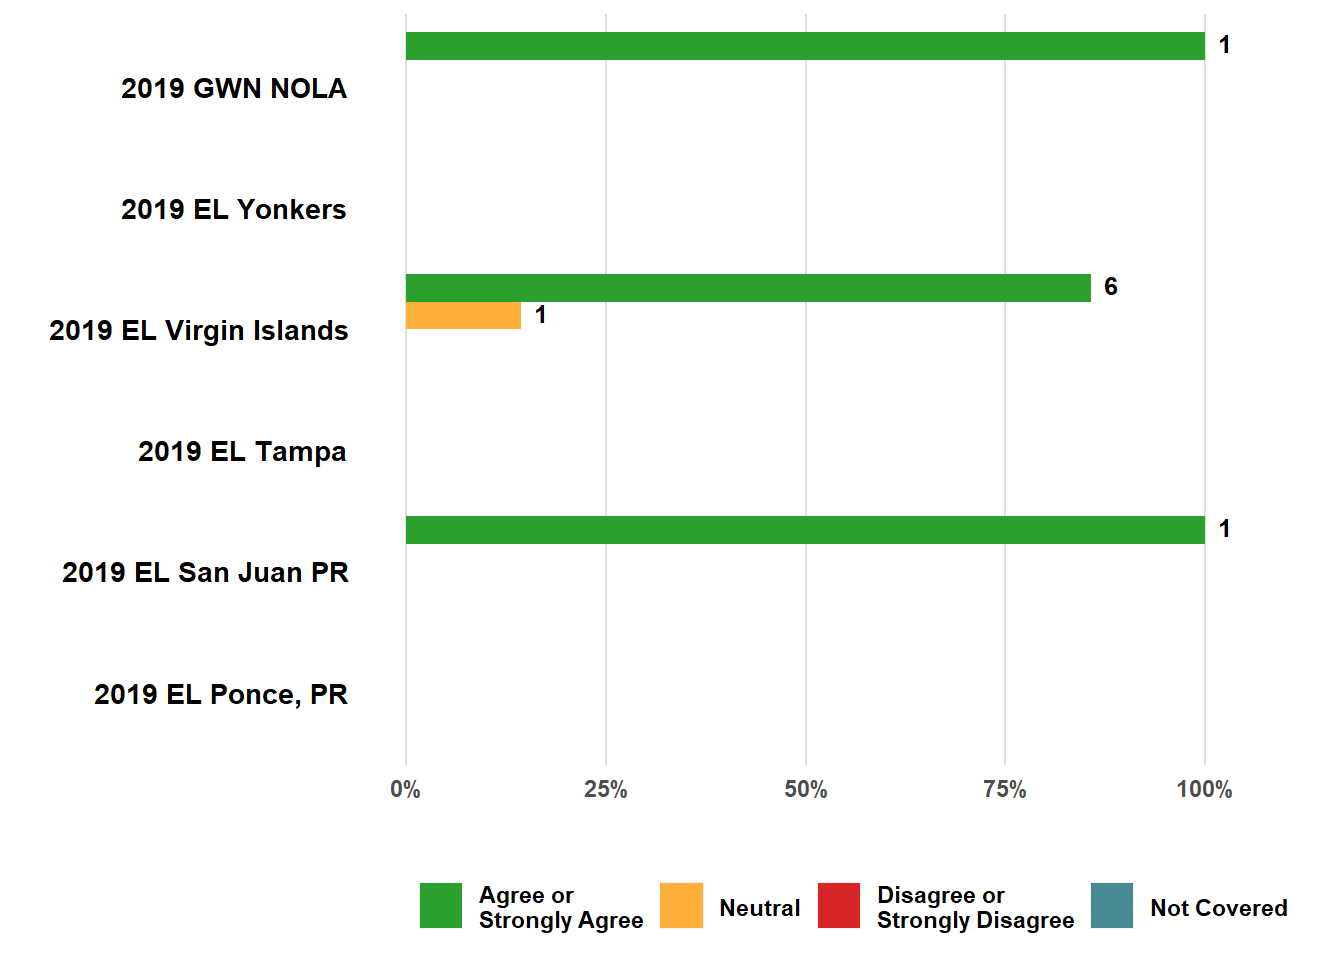 1
2019 GWN NOLA
2019 EL Yonkers
6
1
2019 EL Virgin Islands
2019 EL Tampa
1
2019 EL San Juan PR
2019 EL Ponce, PR
0% 25% 50% 75% 100%
Agree or
Strongly Agree
Neutral
Disagree or
Strongly Disagree
Not Covered